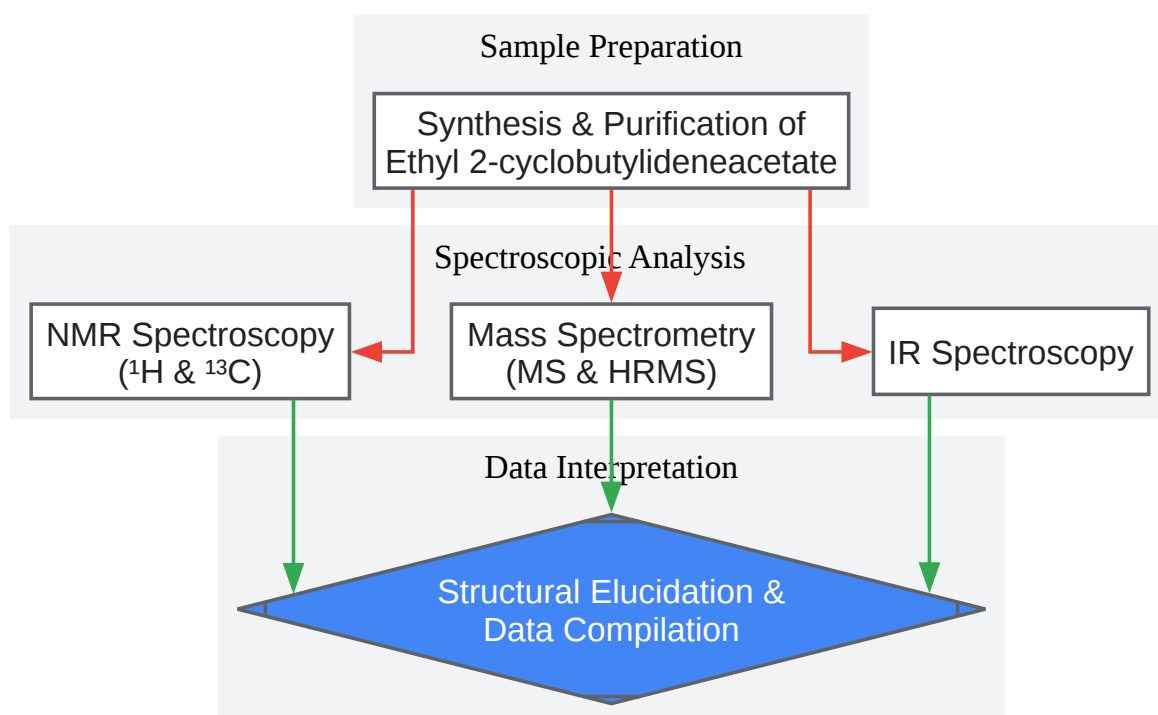 Sample Preparation
Synthesis & Purification of
Ethyl 2-cyclobutylideneacetate
Spectroscopic Analysis
NMR Spectroscopy
(¹H & ¹³C)
Mass Spectrometry
(MS & HRMS)
IR Spectroscopy
Data Interpretation
Structural Elucidation &
Data Compilation